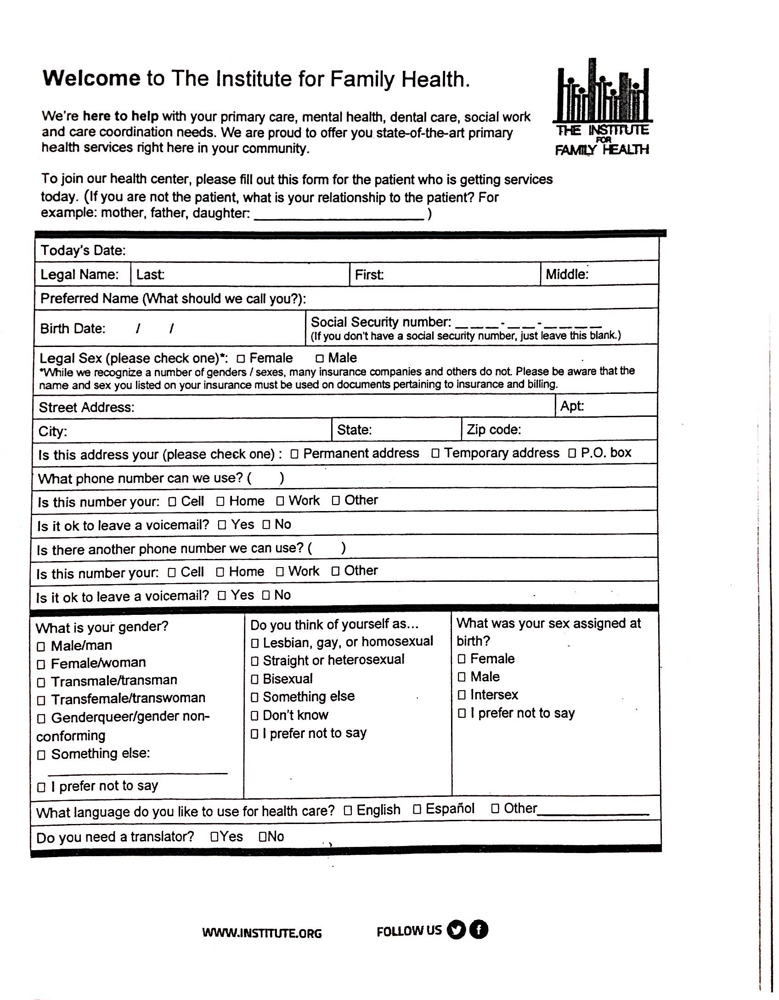 Welcome to The Institute for Family Health.
THE INSTITUTE
FOR
FAMILY HEALTH
We're here to help with your primary care, mental health, dental care, social work
and care coordination needs. We are proud to offer you state-of-the-art primary
health services right here in your community.
To join our health center, please fill out this form for the patient who is getting services
today. (If you are not the patient, what is your relationship to the patient? For
example: mother, father, daughter: ____________________ )
Today's Date:
Legal Name: Last: First: Middle:
Preferred Name (What should we call you?):
Birth Date: / /
Social Security number: _ _ _-_ _-_ _ _ _
(If you don't have a social security number, just leave this blank.)
Legal Sex (please check one)*: ☐ Female ☐ Male
*While we recognize a number of genders / sexes, many insurance companies and others do not. Please be aware that the
name and sex you listed on your insurance must be used on documents pertaining to insurance and billing.
Street Address: Apt:
City: State: Zip code:
Is this address your (please check one) : ☐ Permanent address ☐ Temporary address ☐ P.O. box
What phone number can we use? ( )
Is this number your: ☐ Cell ☐ Home ☐ Work ☐ Other
Is it ok to leave a voicemail? ☐ Yes ☐ No
Is there another phone number we can use? ( )
Is this number your: ☐ Cell ☐ Home ☐ Work ☐ Other
Is it ok to leave a voicemail? ☐ Yes ☐ No
What is your gender?
☐ Male/man
☐ Female/woman
☐ Transmale/transman
☐ Transfemale/transwoman
☐ Genderqueer/gender non-
conforming
☐ Something else:
____________________
☐ I prefer not to say
Do you think of yourself as...
☐ Lesbian, gay, or homosexual
☐ Straight or heterosexual
☐ Bisexual
☐ Something else
☐ Don't know
☐ I prefer not to say
What was your sex assigned at
birth?
☐ Female
☐ Male
☐ Intersex
☐ I prefer not to say
What language do you like to use for health care? ☐ English ☐ Español ☐ Other______________
Do you need a translator? ☐Yes ☐No
WWW.INSTITUTE.ORG FOLLOW US